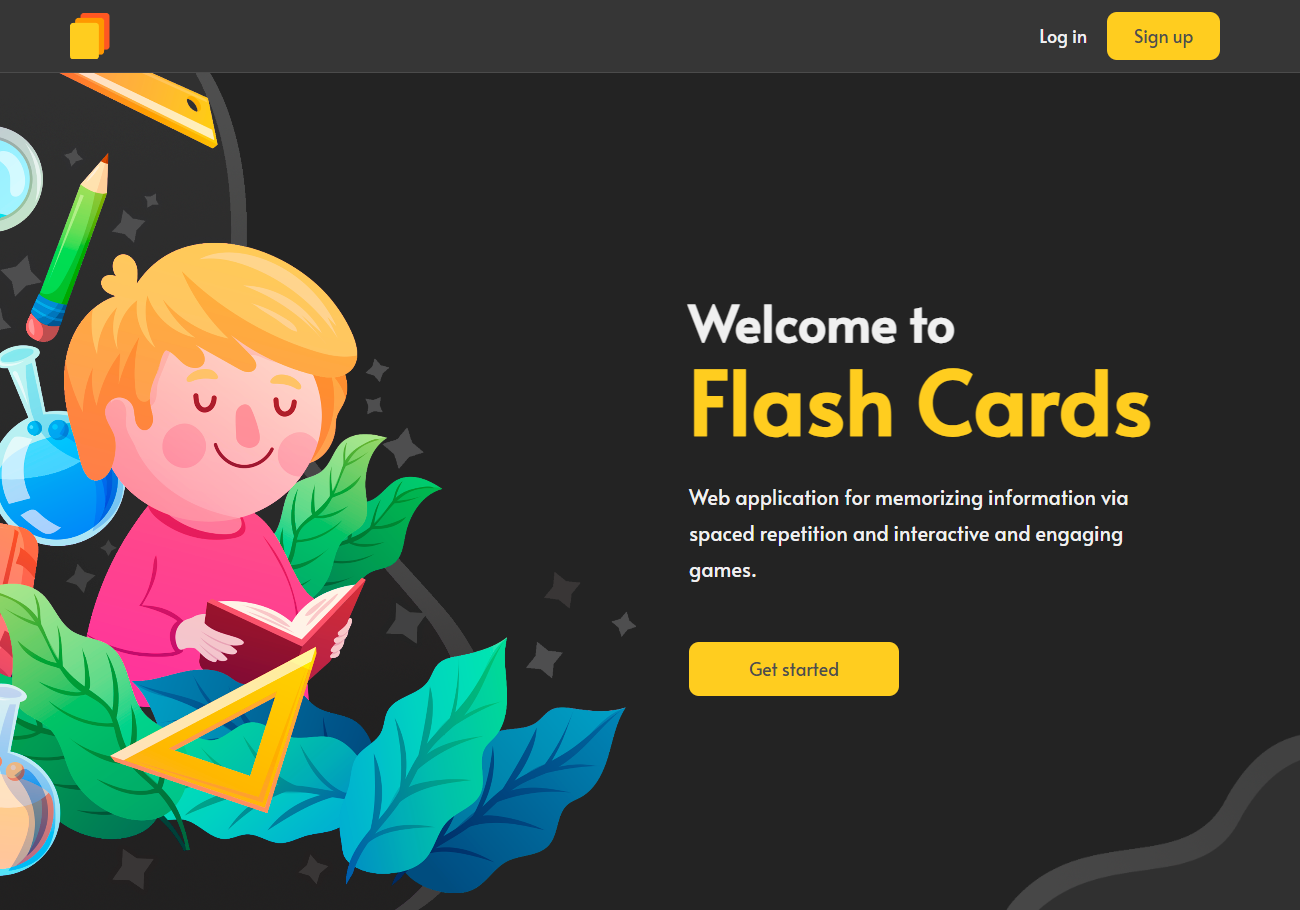 Log in
Sign up
Welcome to
Flash Cards
Web application for memorizing information via
spaced repetition and interactive and engaging
games.
Get started